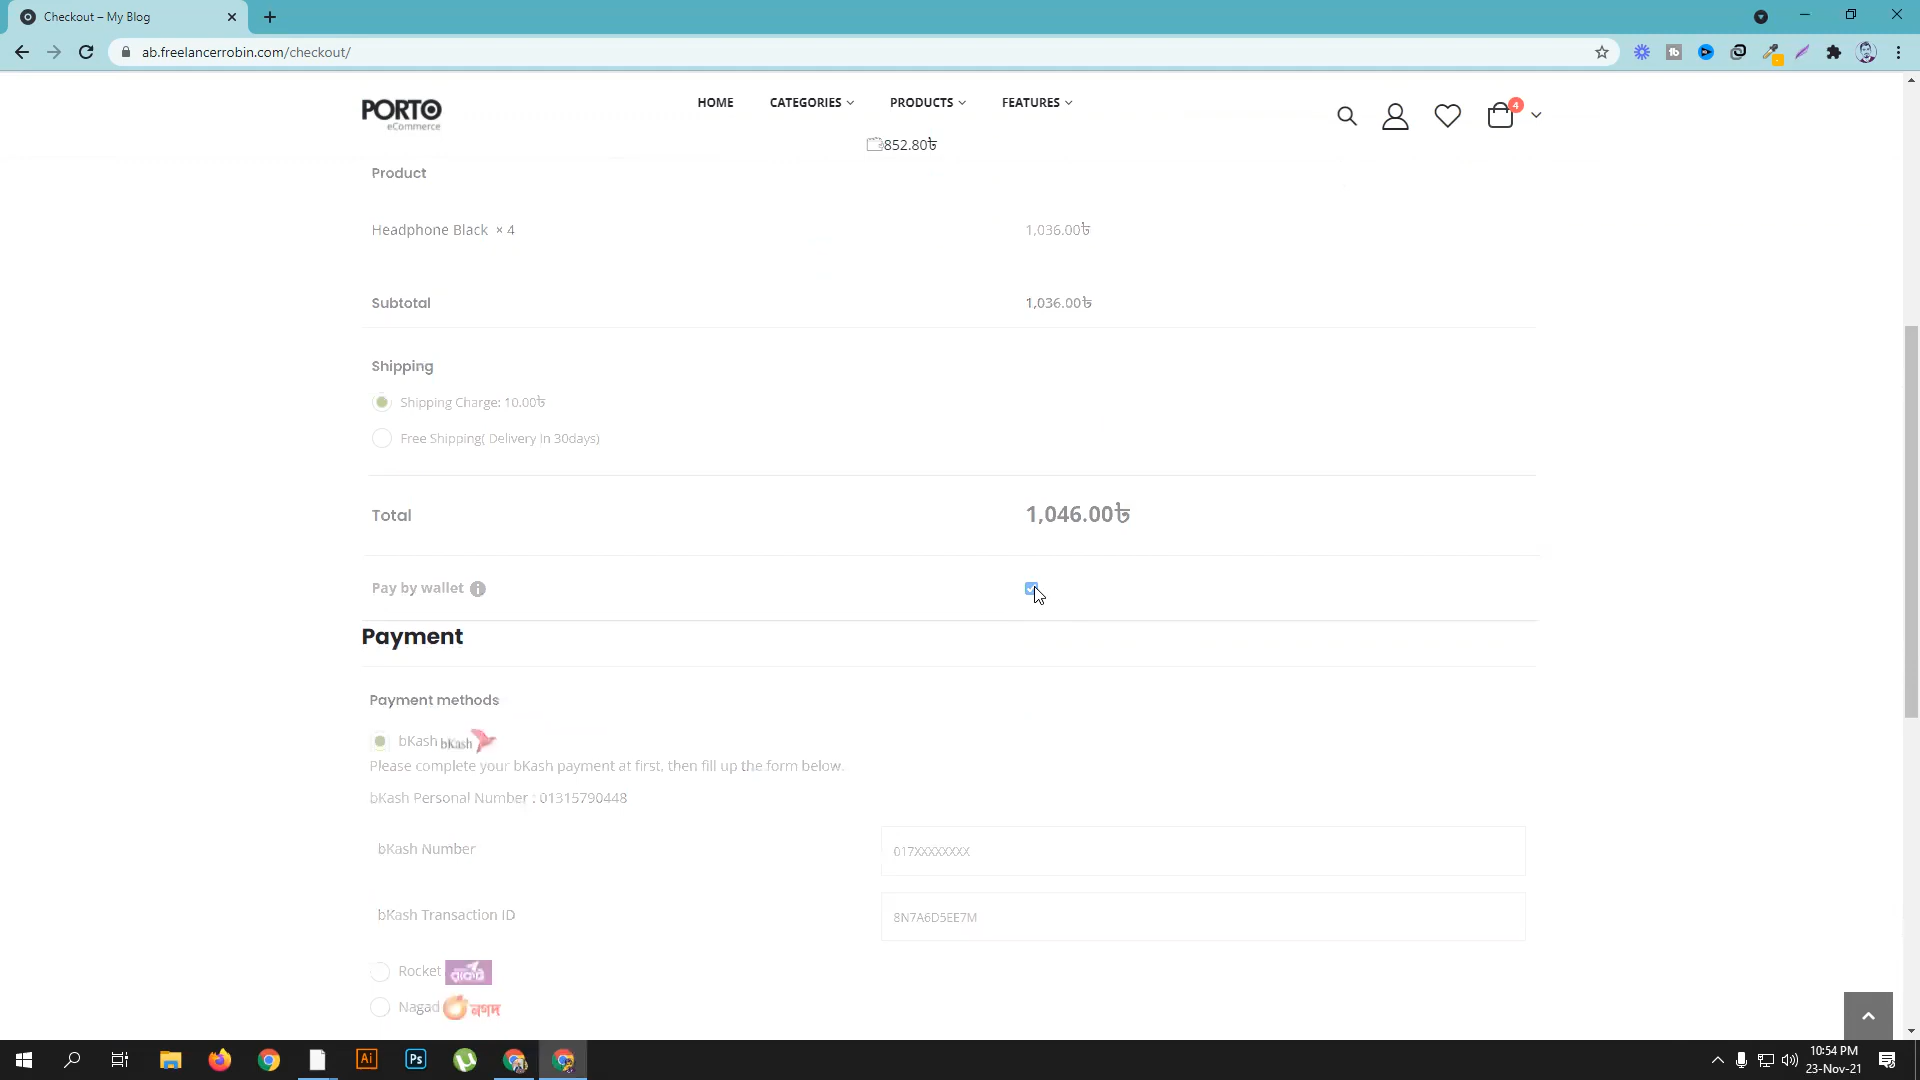 Checkout – My Blog
ab.freelancerrobin.com/checkout/
PORTO
eCommerce
HOME
CATEGORIES
PRODUCTS
FEATURES
4
852.80৳
Product
Headphone Black × 4
1,036.00৳
Subtotal
1,036.00৳
Shipping
Shipping Charge: 10.00৳
Free Shipping( Delivery in 30days)
Total
1,046.00৳
Pay by wallet
Payment
Payment methods
bKash bKash
Please complete your bKash payment at first, then fill up the form below.
bKash Personal Number : 01315790448
bKash Number
017XXXXXXXX
bKash Transaction ID
8N7A6D5EE7M
Rocket রকেট
Nagad নগদ
Ai
Ps
10:54 PM
23-Nov-21